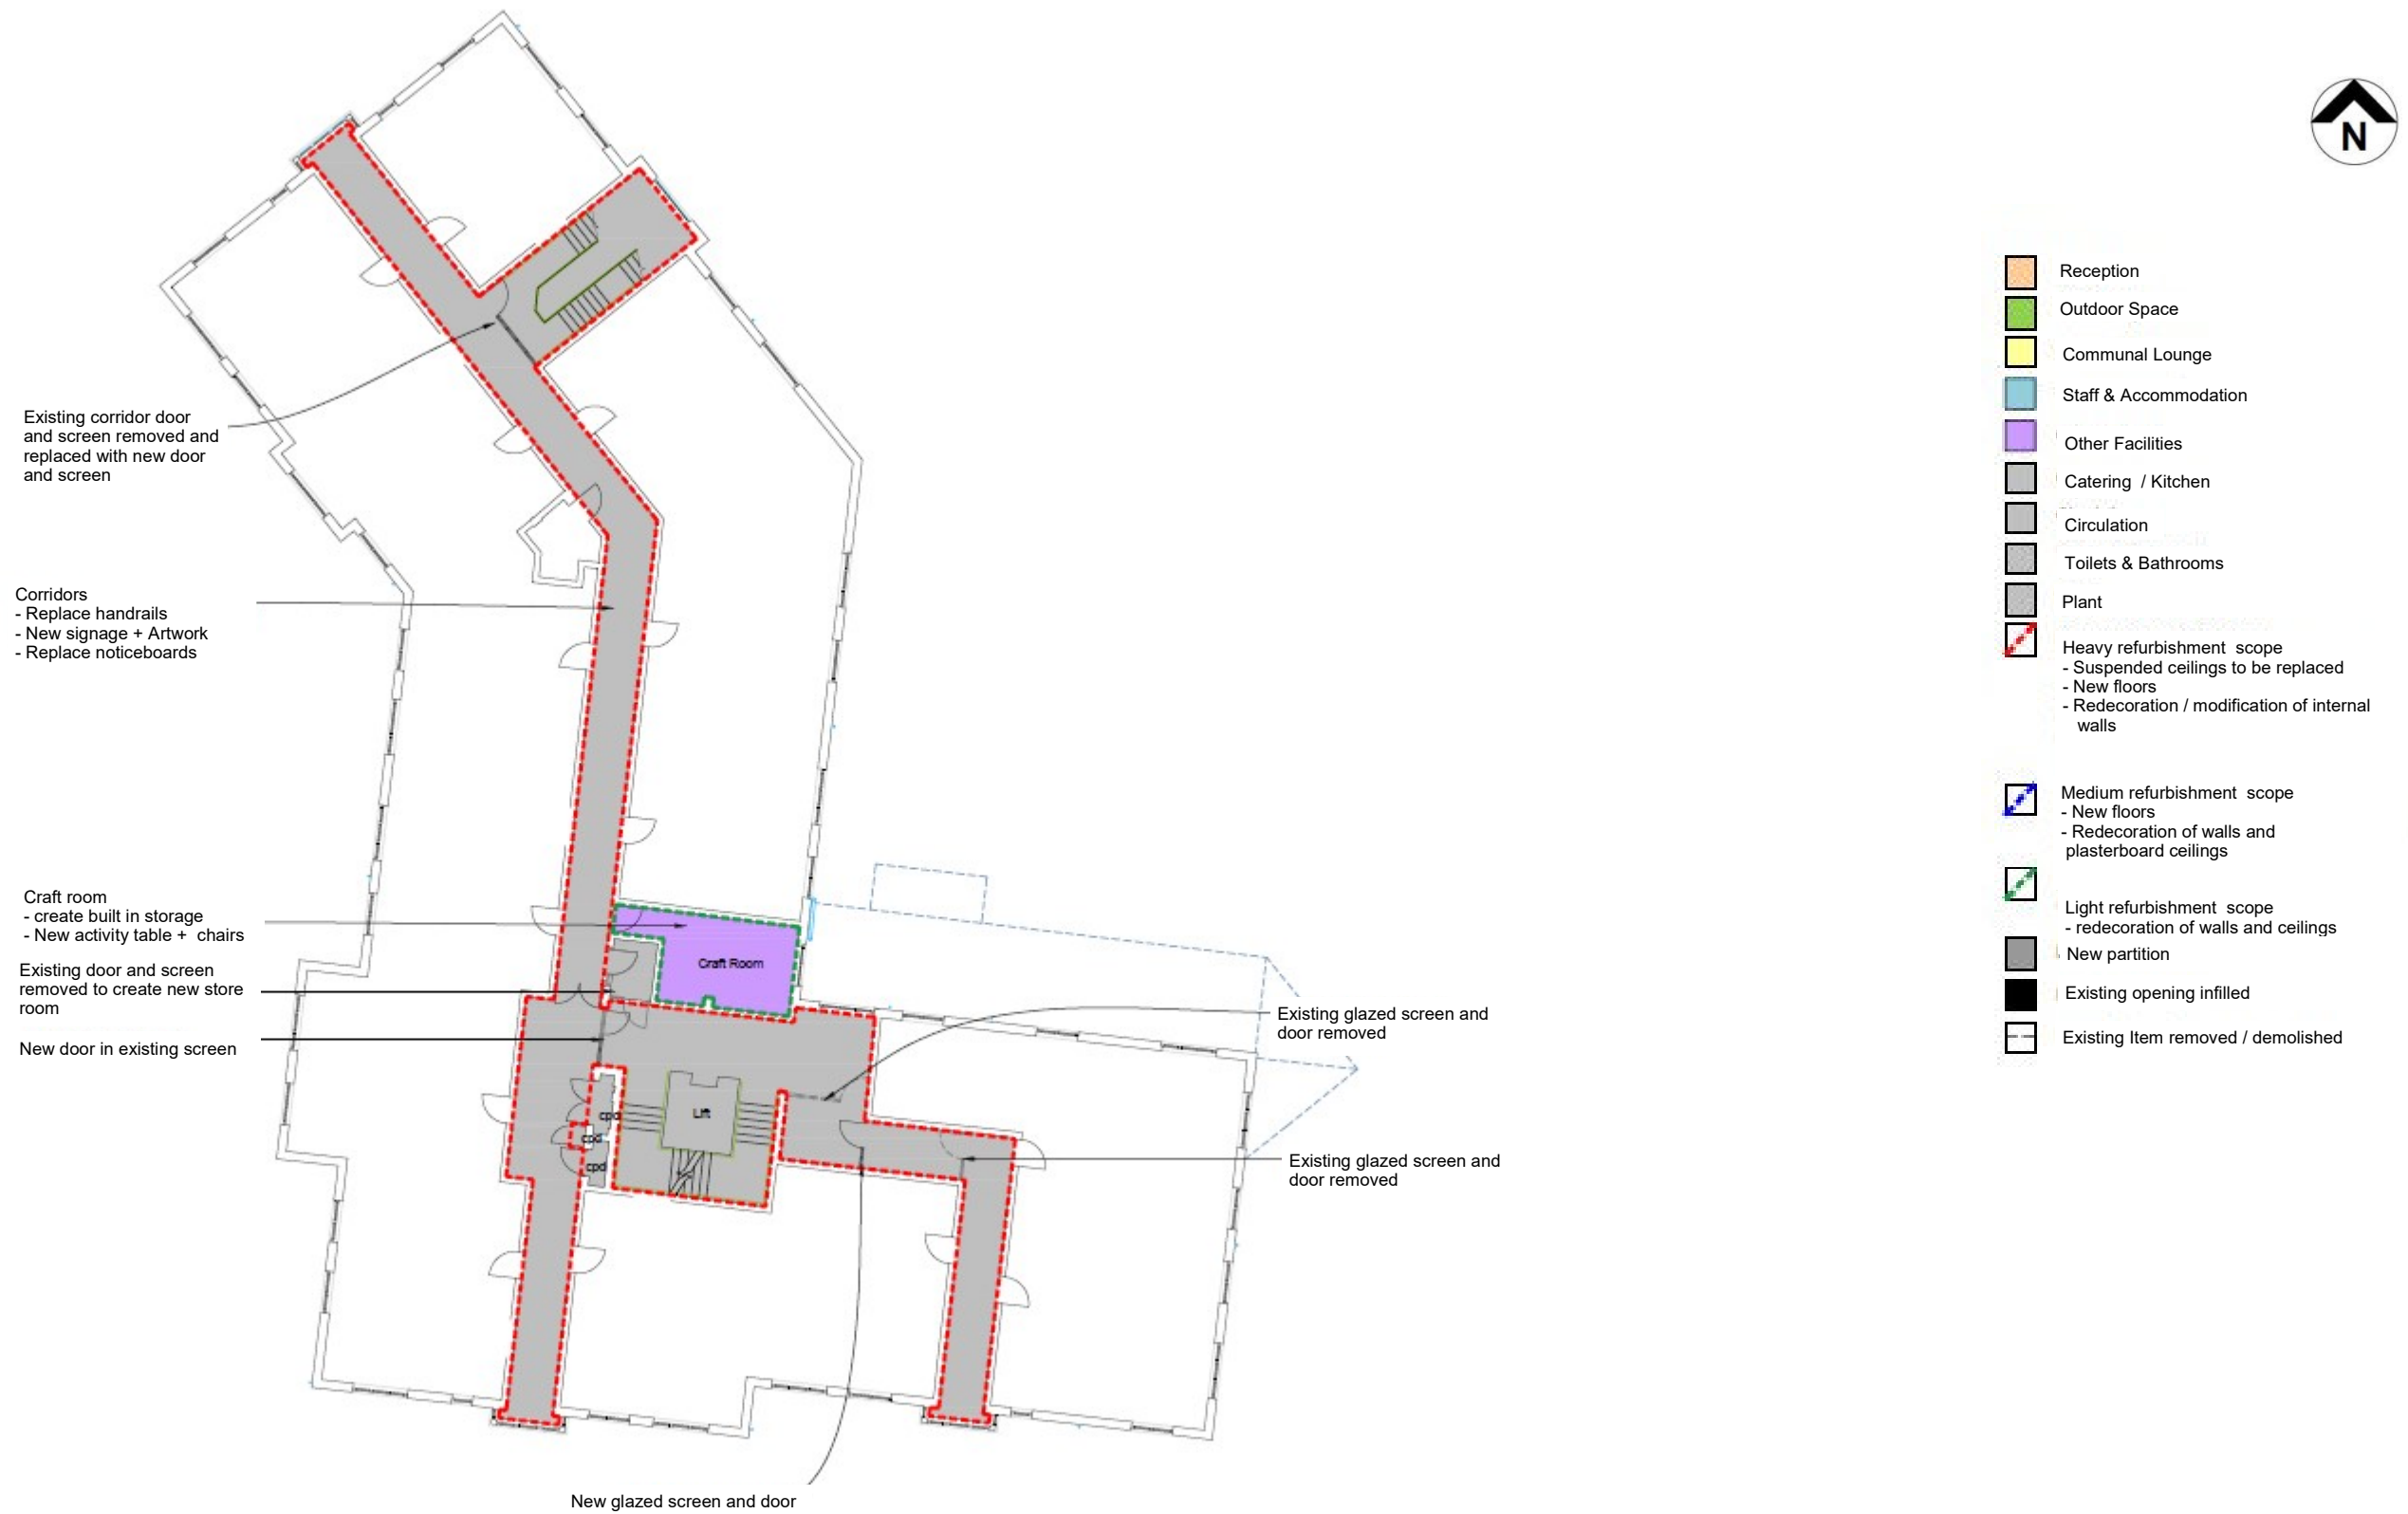 N
Existing corridor door
and screen removed and
replaced with new door
and screen
Corridors
- Replace handrails
- New signage + Artwork
- Replace noticeboards
Craft room
- create built in storage
- New activity table + chairs
Existing door and screen
removed to create new store
room
New door in existing screen
Craft Room
Lift
cpd
cpd
cpd
Existing glazed screen and
door removed
Existing glazed screen and
door removed
New glazed screen and door
Reception
Outdoor Space
Communal Lounge
Staff & Accommodation
Other Facilities
Catering / Kitchen
Circulation
Toilets & Bathrooms
Plant
Heavy refurbishment scope
- Suspended ceilings to be replaced
- New floors
- Redecoration / modification of internal
walls
Medium refurbishment scope
- New floors
- Redecoration of walls and
plasterboard ceilings
Light refurbishment scope
- redecoration of walls and ceilings
New partition
Existing opening infilled
Existing Item removed / demolished